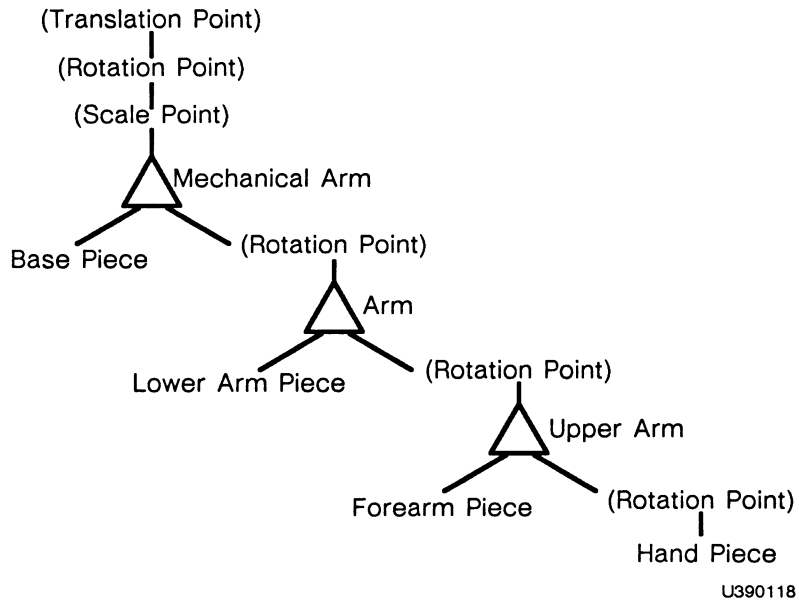 (Translation Point)
(Rotation Point)
(Scale Point)
Mechanical Arm
Base Piece
(Rotation Point)
Arm
Lower Arm Piece
(Rotation Point)
Upper Arm
Forearm Piece
(Rotation Point)
Hand Piece
U390118